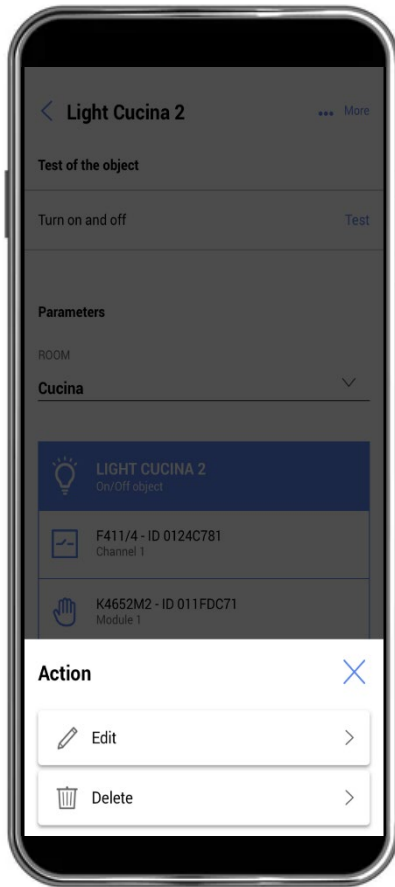 Light Cucina 2
••• More
Test of the object
Turn on and off
Test
Parameters
ROOM
Cucina
LIGHT CUCINA 2
On/Off object
F411/4 - ID 0124C781
Channel 1
K4652M2 - ID 011FDC71
Module 1
Action
Edit
Delete